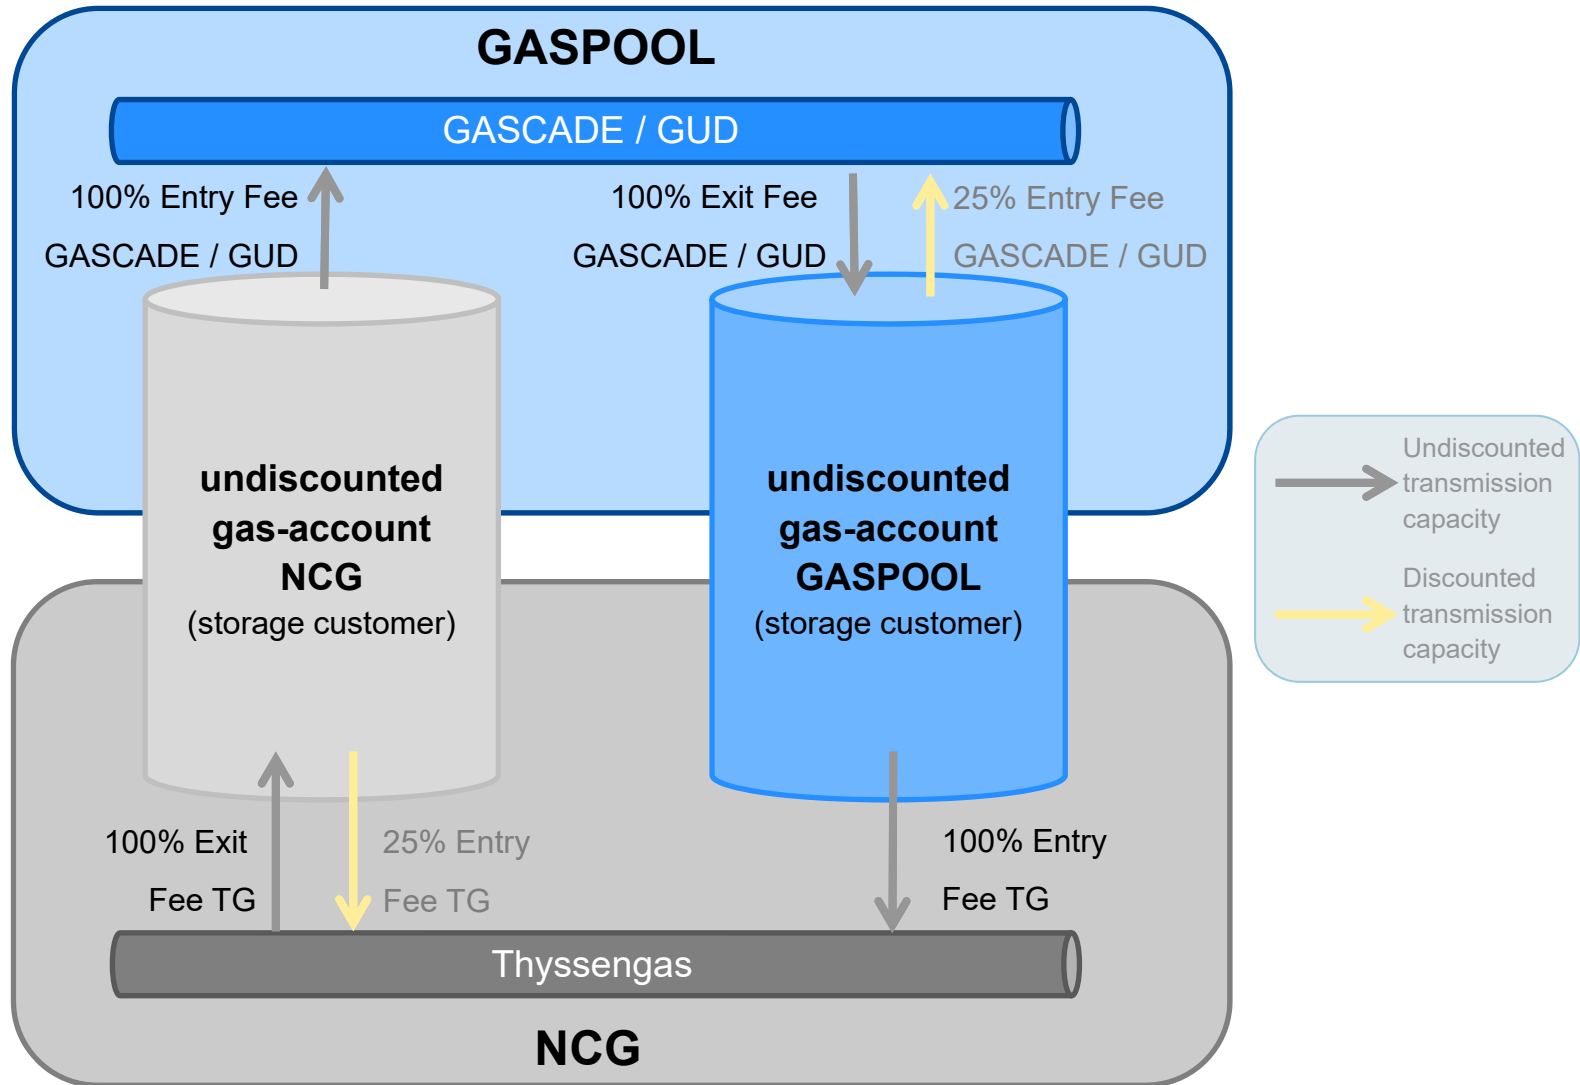 GASPOOL
GASCADE / GUD
100% Entry Fee
GASCADE / GUD
100% Exit Fee
GASCADE / GUD
25% Entry Fee
GASCADE / GUD
undiscounted
gas-account
NCG
(storage customer)
undiscounted
gas-account
GASPOOL
(storage customer)
Undiscounted
transmission
capacity
Discounted
transmission
capacity
100% Exit
Fee TG
25% Entry
Fee TG
100% Entry
Fee TG
Thyssengas
NCG